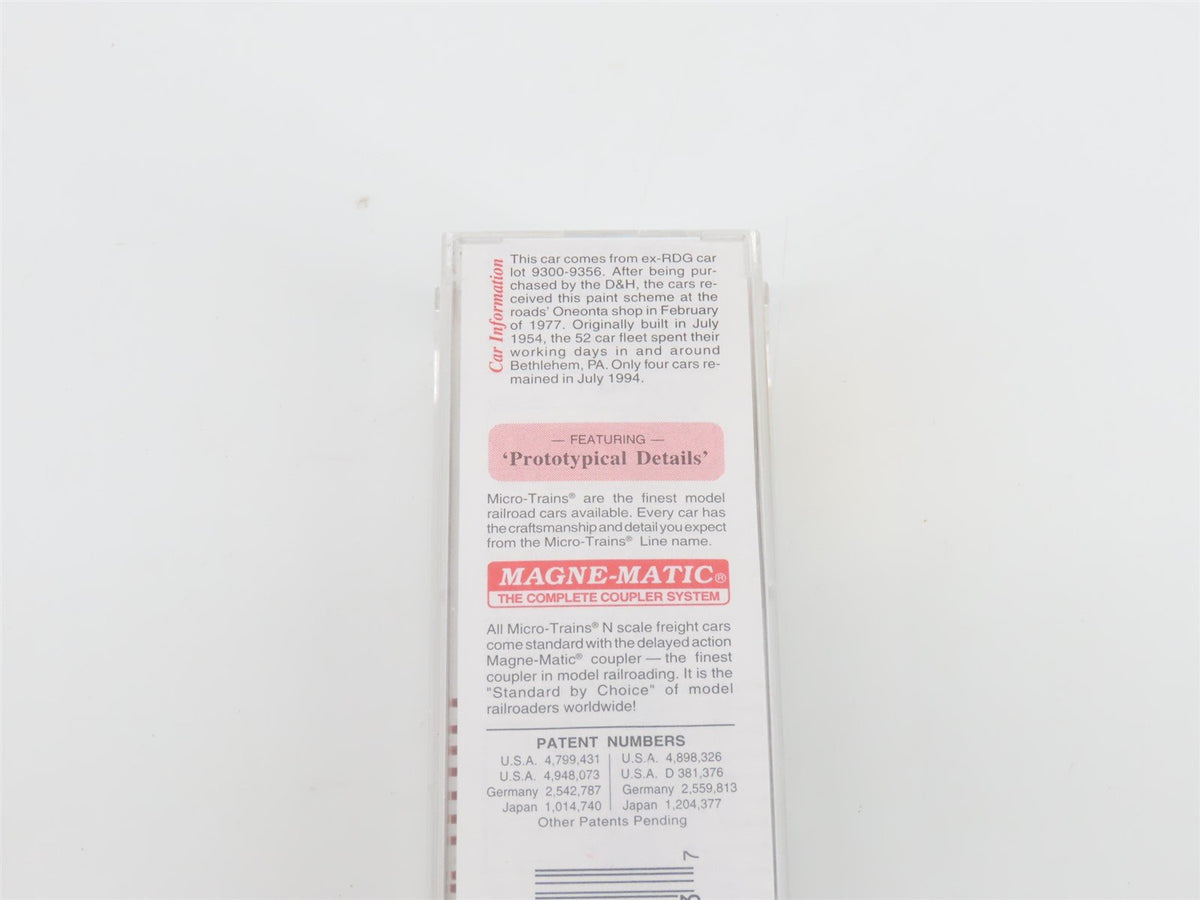 Car Information
This car comes from ex-RDG car
lot 9300-9356. After being pur-
chased by the D&H, the cars re-
ceived this paint scheme at the
roads' Oneonta shop in February
of 1977. Originally built in July
1954, the 52 car fleet spent their
working days in and around
Bethlehem, PA. Only four cars re-
mained in July 1994.
— FEATURING —
‘Prototypical Details’
Micro-Trains® are the finest model
railroad cars available. Every car has
the craftsmanship and detail you expect
from the Micro-Trains® Line name.
MAGNE-MATIC®
THE COMPLETE COUPLER SYSTEM
All Micro-Trains® N scale freight cars
come standard with the delayed action
Magne-Matic® coupler — the finest
coupler in model railroading. It is the
"Standard by Choice" of model
railroaders worldwide!
PATENT NUMBERS
U.S.A. 4,799,431 U.S.A. 4,898,326
U.S.A. 4,948,073 U.S.A. D 381,376
Germany 2,542,787 Germany 2,559,813
Japan 1,014,740 Japan 1,204,377
Other Patents Pending
7